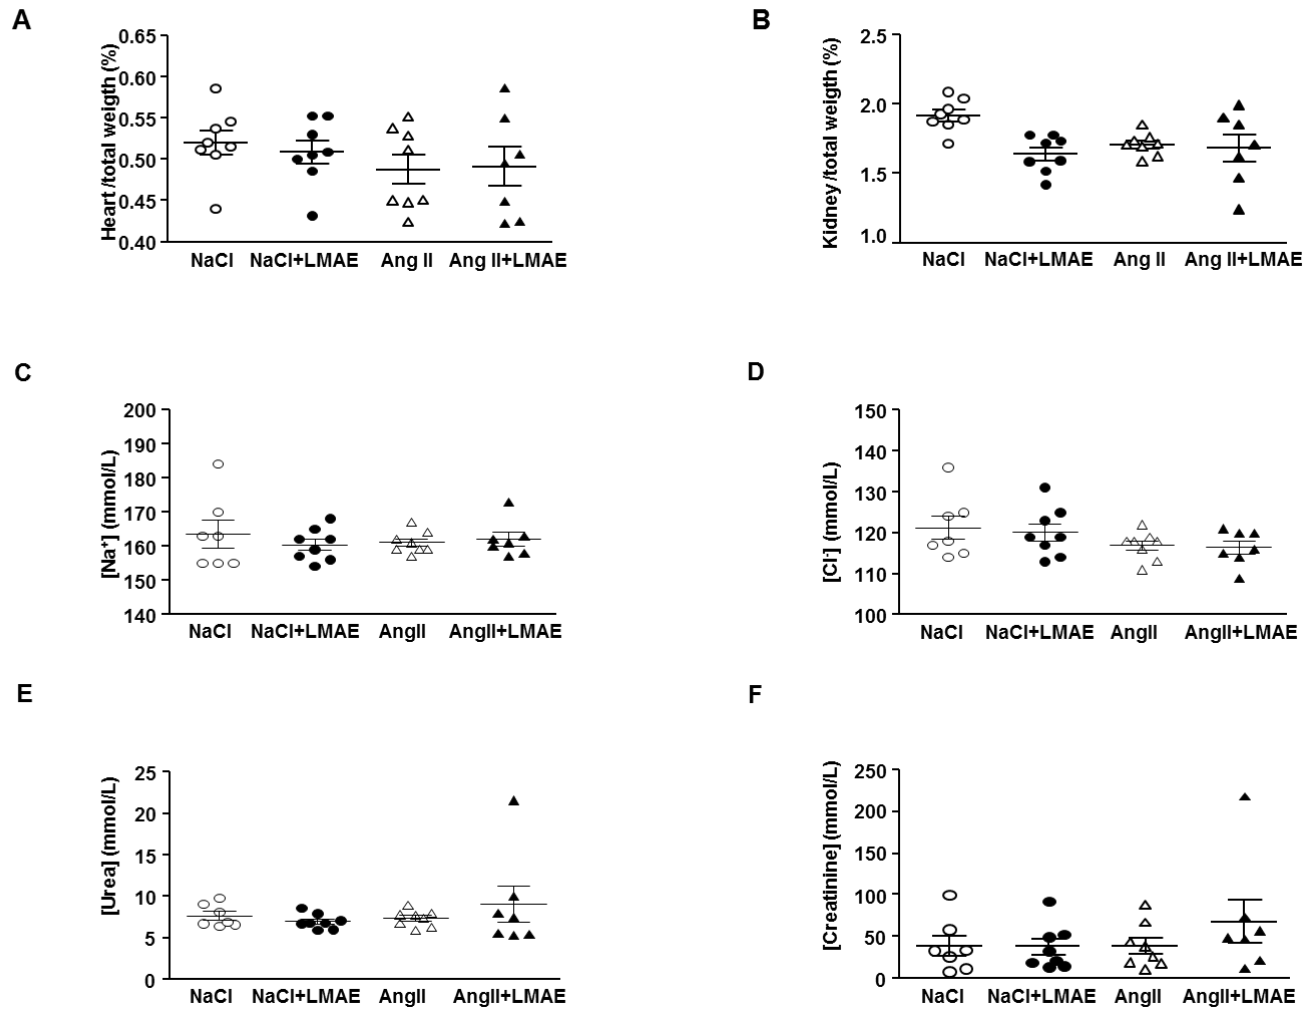 A
Heart /total weigth (%)
0.65
0.60
0.55
0.50
0.45
0.40
NaCl NaCl+LMAE Ang II Ang II+LMAE
B
Kidney /total weigth (%)
2.5
2.0
1.5
1.0
NaCl NaCl+LMAE Ang II Ang II+LMAE
C
[Na⁺] (mmol/L)
200
190
180
170
160
150
140
NaCl NaCl+LMAE AngII AngII+LMAE
D
[Cl⁻] (mmol/L)
150
140
130
120
110
100
NaCl NaCl+LMAE AngII AngII+LMAE
E
[Urea] (mmol/L)
25
20
15
10
5
0
NaCl NaCl+LMAE AngII AngII+LMAE
F
[Creatinine] (mmol/L)
250
200
150
100
50
0
NaCl NaCl+LMAE AngII AngII+LMAE